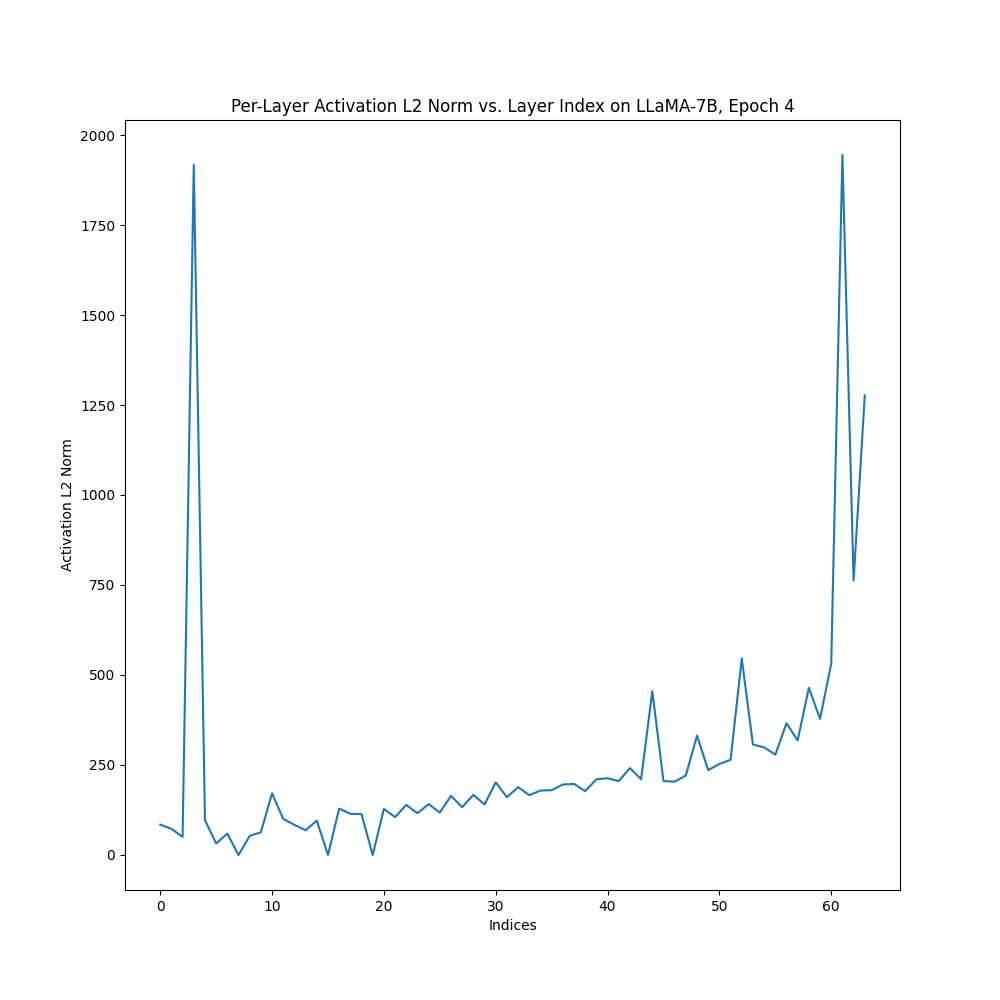 Per-Layer Activation L2 Norm vs. Layer Index on LLaMA-7B, Epoch 4
2000
1750
1500
1250
1000
750
500
250
0
Activation L2 Norm
0 10 20 30 40 50 60
Indices